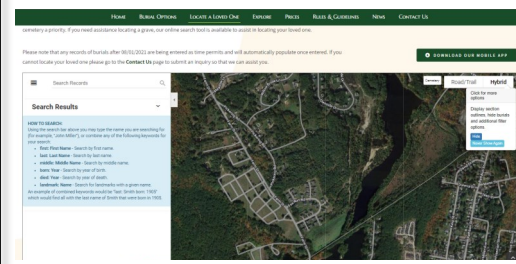 HOME BURIAL OPTIONS LOCATE A LOVED ONE EXPLORE PRICES RULES & GUIDELINES NEWS CONTACT US
cemetery a priority. If you need assistance locating a grave, our online search tool is available to assist in locating your loved one.
Please note that any records of burials after 06/01/2021 are being entered as time permits and will automatically populate once entered. If you
cannot locate your loved one please go to the Contact Us page to submit an inquiry so that we can assist you.
DOWNLOAD OUR MOBILE APP
Search Records
Search Results
HOW TO SEARCH
Using the search bar above you may type the name you are searching for
(for example, "John Miller"), or combine any of the following keywords for
your search:
first: First Name - Search by first name.
last: Last Name - Search by last name.
middle: Middle Name - Search by middle name.
born: Year - Search by year of birth.
died: Year - Search by year of death.
landmark: Name - Search for landmarks with a given name.
An example of combined keywords would be "last: Smith born: 1905"
which would find all with the last name of Smith that were born in 1905.
Cemetery Road/Trail Hybrid
Click for more
options
Display section
outlines, hide bursts
and additional filter
options
Hide
Never Show Again